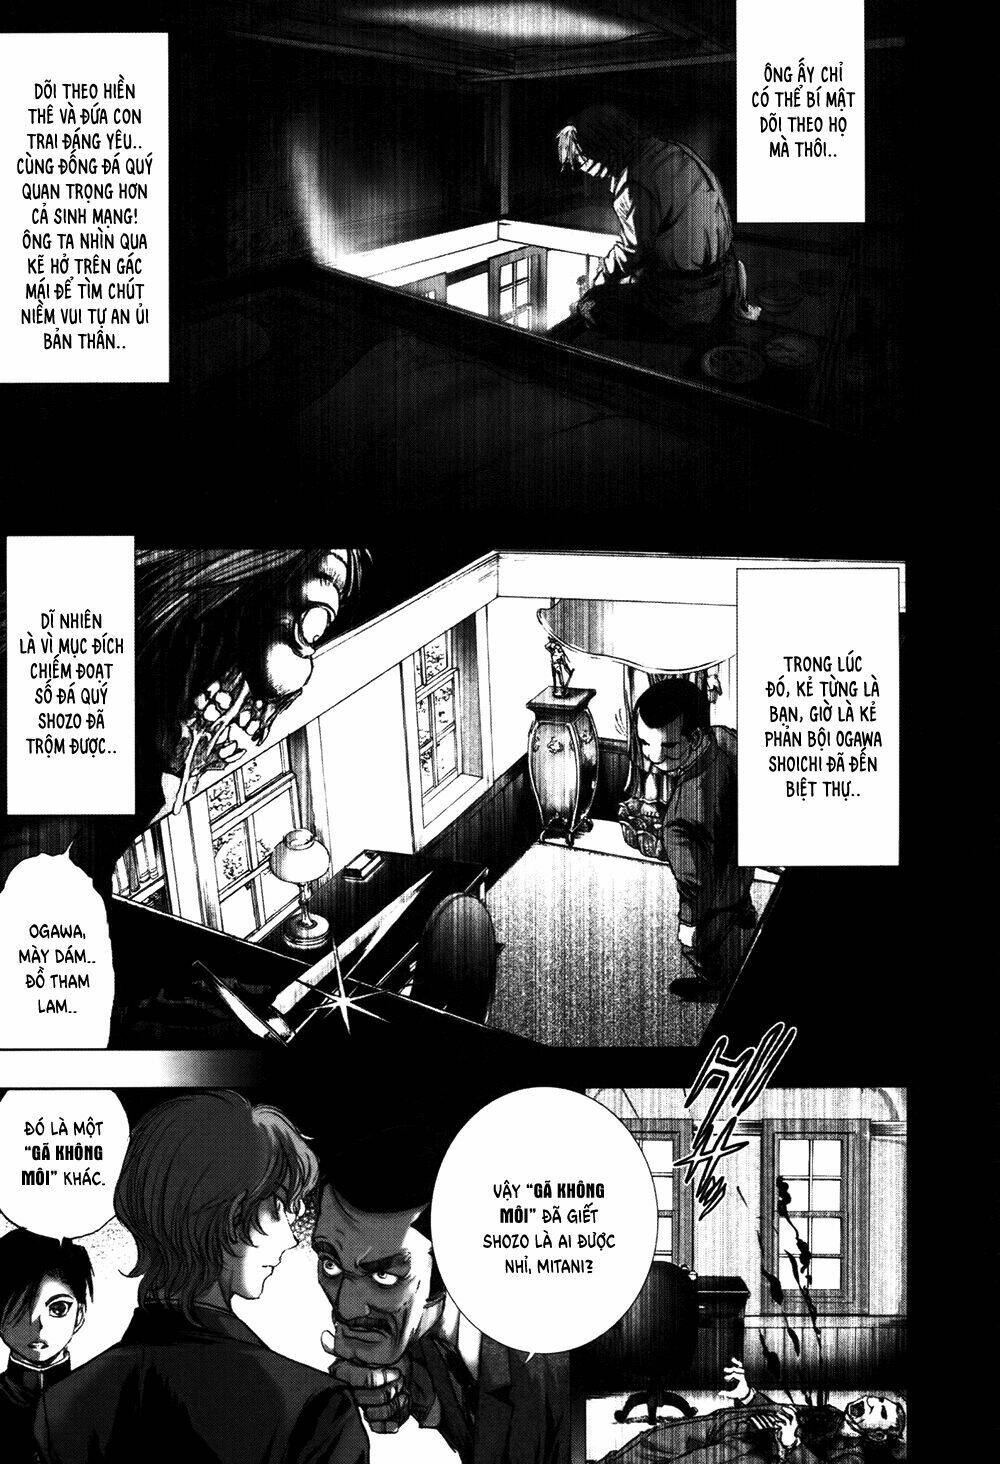 ÔNG ẤY CHỈ
CÓ THỂ BÍ MẬT
DÕI THEO HỌ
MÀ THÔI..
DÕI THEO HIỀN
THÊ VÀ ĐỨA CON
TRAI ĐÁNG YÊU..
CÙNG ĐỐNG ĐÁ QUÝ
QUAN TRỌNG HƠN
CẢ SINH MẠNG!
ÔNG TA NHÌN QUA
KẼ HỞ TRÊN GÁC
MÁI ĐỂ TÌM CHÚT
NIỀM VUI TỰ AN ỦI
BẢN THÂN..
TRONG LÚC
ĐÓ, KẺ TỪNG LÀ
BẠN, GIỜ LÀ KẺ
PHẢN BỘI OGAWA
SHOICHI ĐÃ ĐẾN
BIỆT THỰ..
DĨ NHIÊN
LÀ VÌ MỤC ĐÍCH
CHIẾM ĐOẠT
SỐ ĐÁ QUÝ
SHOZO ĐÃ
TRỘM ĐƯỢC..
OGAWA,
MÀY DÁM..
ĐỒ THAM
LAM..
VẬY "GÃ KHÔNG
MÔI" ĐÃ GIẾT
SHOZO LÀ AI ĐƯỢC
NHỈ, MITANI?
ĐÓ LÀ MỘT
"GÃ KHÔNG
MÔI" KHÁC.